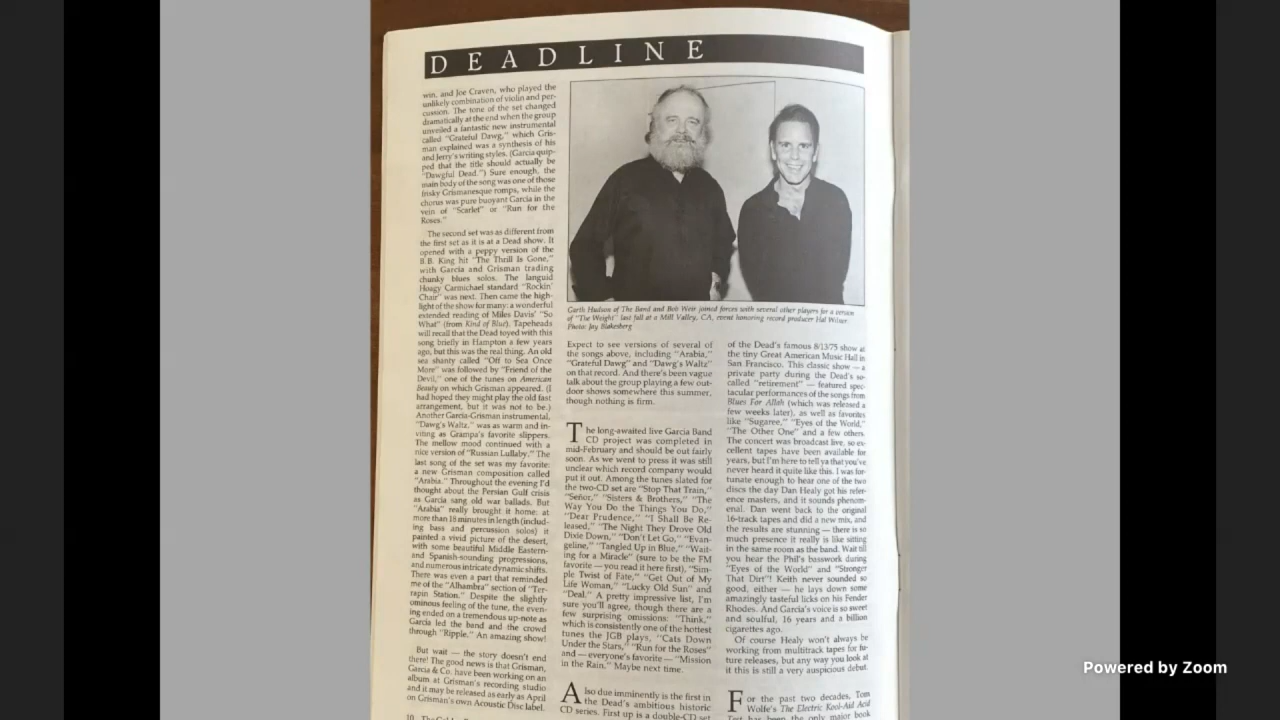 DEADLINE
win, and Joe Craven, who played the
unlikely combination of violin and per-
cussion. The tone of the set changed
dramatically at the end when the group
unveiled a fantastic new instrumental
called "Grateful Dawg," which Gris-
man explained was a synthesis of his
and Jerry's writing styles. (Garcia quip-
ped that the title should actually be
"Dawgful Dead.") Sure enough, the
main body of the song was one of those
frisky Grismanesque romps, while the
chorus was pure buoyant Garcia in the
vein of "Scarlet" or "Run for the
Roses."
The second set was as different from
the first set as it is at a Dead show. It
opened with a peppy version of the
B.B. King hit "The Thrill Is Gone,"
with Garcia and Grisman trading
chunky blues solos. The languid
Hoagy Carmichael standard "Rockin'
Chair" was next. Then came the high-
light of the show for many: a wonderful
extended reading of Miles Davis' "So
What" (from Kind of Blue). Tapeheads
will recall that the Dead toyed with this
song briefly in Hampton a few years
ago, but this was the real thing. An old
sea shanty called "Off to Sea Once
More" was followed by "Friend of the
Devil," one of the tunes on American
Beauty on which Grisman appeared. (I
had hoped they might play the old fast
arrangement, but it was not to be.)
Another Garcia-Grisman instrumental,
"Dawg's Waltz," was as warm and in-
viting as Grampa's favorite slippers.
The mellow mood continued with a
nice version of "Russian Lullaby." The
last song of the set was my favorite:
a new Grisman composition called
"Arabia." Throughout the evening I'd
thought about the Persian Gulf crisis
as Garcia sang old war ballads. But
"Arabia" really brought it home: at
more than 16 minutes in length (includ-
ing bass and percussion solos) it
painted a vivid picture of the desert,
with some beautiful Middle Eastern-
and Spanish-sounding progressions,
and numerous intricate dynamic shifts.
There was even a part that reminded
me of the "Alhambra" section of "Ter-
rapin Station." Despite the slightly
ominous feeling of the tune, the even-
ing ended on a tremendous up-note as
Garcia led the band and the crowd
through "Ripple." An amazing show!
But wait — the story doesn't end
there! The good news is that Grisman,
Garcia & Co. have been working on an
album at Grisman's recording studio
and it may be released as early as April
on Grisman's own Acoustic Disc label.
Garth Hudson of The Band and Bob Weir joined forces with several other players for a version
of "The Weight" last fall at a Mill Valley, CA, event honoring record producer Hal Wilner.
Photo: Jay Blakesberg
Expect to see versions of several of
the songs above, including "Arabia,"
"Grateful Dawg" and "Dawg's Waltz"
on that record. And there's been vague
talk about the group playing a few out-
door shows somewhere this summer,
though nothing is firm.
The long-awaited live Garcia Band
CD project was completed in
mid-February and should be out fairly
soon. As we went to press it was still
unclear which record company would
put it out. Among the tunes slated for
the two-CD set are "Stop That Train,"
"Señor," "Sisters & Brothers," "The
Way You Do the Things You Do,"
"Dear Prudence," "I Shall Be Re-
leased," "The Night They Drove Old
Dixie Down," "Don't Let Go," "Evan-
geline," "Tangled Up in Blue," "Wait-
ing for a Miracle" (sure to be the FM
favorite — you read it here first), "Sim-
ple Twist of Fate," "Get Out of My
Life Woman," "Lucky Old Sun" and
"Deal." A pretty impressive list, I'm
sure you'll agree, though there are a
few surprising omissions: "Think,"
which is consistently one of the hottest
tunes the JGB plays, "Cats Down
Under the Stars," "Run for the Roses"
and — everyone's favorite — "Mission
in the Rain," Maybe next time.
Also due imminently is the first in
the Dead's ambitious historic
CD series. First up is a double-CD set
of the Dead's famous 8/13/75 show at
the tiny Great American Music Hall in
San Francisco. This classic show — a
private party during the Dead's so-
called "retirement" — featured spec-
tacular performances of the songs from
Blues For Allah (which was released a
few weeks later), as well as favorites
like "Sugaree," "Eyes of the World,"
"The Other One" and a few others.
The concert was broadcast live, so ex-
cellent tapes have been available for
years, but I'm here to tell ya that you've
never heard it quite like this. I was for-
tunate enough to hear one of the two
discs the day Dan Healy got his refer-
ence masters, and it sounds phenom-
enal. Dan went back to the original
16-track tapes and did a new mix, and
the results are stunning — there is so
much presence it really is like sitting
in the same room as the band. Wait till
you hear the Phil's basswork during
"Eyes of the World" and "Stronger
That Dirt"! Keith never sounded so
good, either — he lays down some
amazingly tasteful licks on his Fender
Rhodes. And Garcia's voice is so sweet
and soulful, 16 years and a billion
cigarettes ago.
Of course Healy won't always be
working from multitrack tapes for fu-
ture releases, but any way you look at
it this is still a very auspicious debut.
For the past two decades, Tom
Wolfe's The Electric Kool-Aid Acid
Test has been the only major book
Powered by Zoom